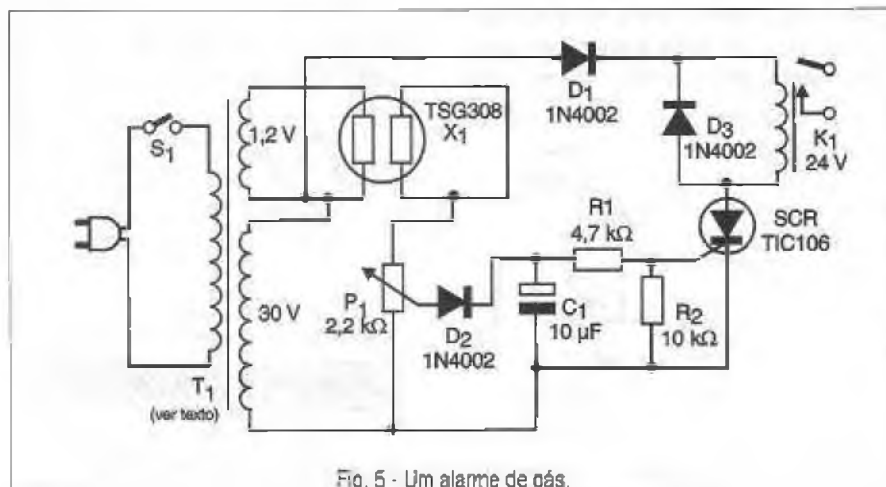 TSG308
X1
D1
1N4002
S1
1,2 V
D3
1N4002
K1
24 V
R1
4,7 kΩ
SCR
TIC106
30 V
P1
2,2 kΩ
D2
1N4002
C1
10 µF
R2
10 kΩ
T1
(ver texto)
Fig. 5 - Um alarme de gás.